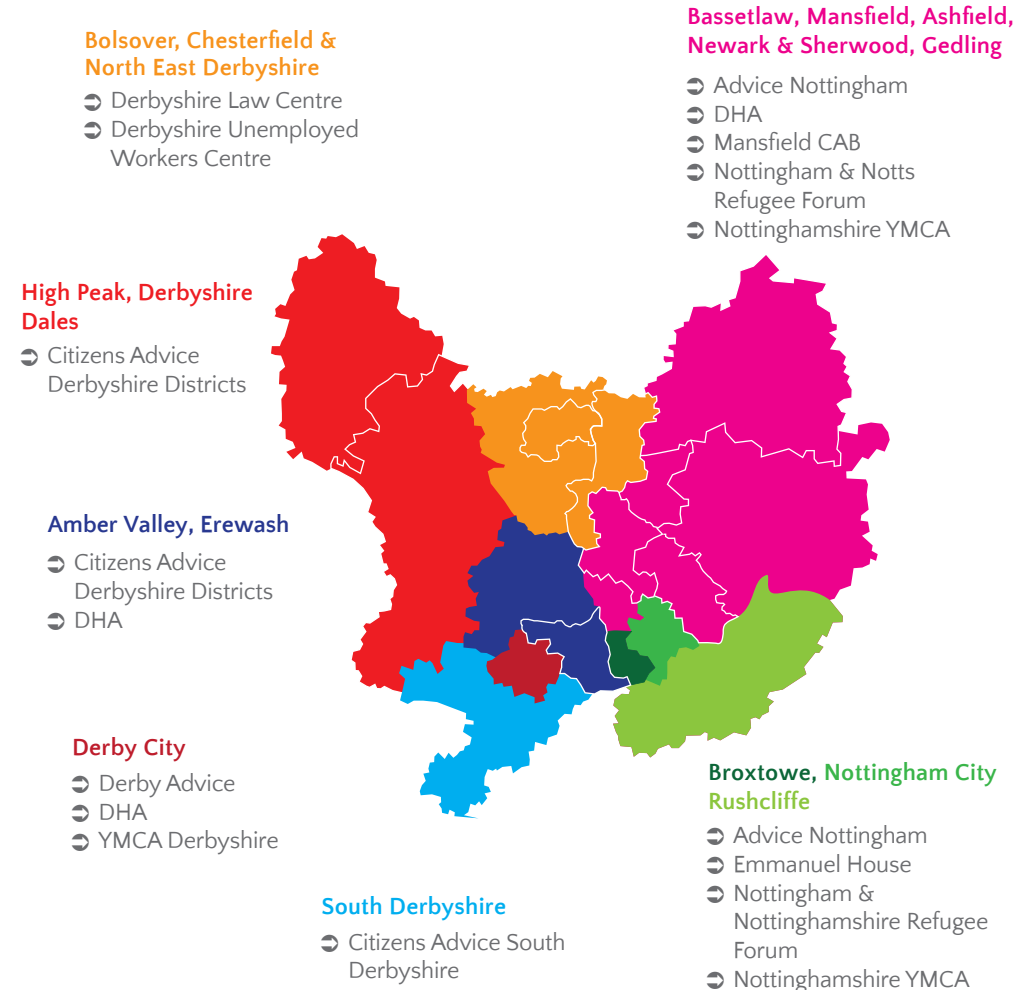 Bolsover, Chesterfield &
North East Derbyshire
Derbyshire Law Centre
Derbyshire Unemployed
Workers Centre
Bassetlaw, Mansfield, Ashfield,
Newark & Sherwood, Gedling
Advice Nottingham
DHA
Mansfield CAB
Nottingham & Notts
Refugee Forum
Nottinghamshire YMCA
High Peak, Derbyshire
Dales
Citizens Advice
Derbyshire Districts
Amber Valley, Erewash
Citizens Advice
Derbyshire Districts
DHA
Derby City
Derby Advice
DHA
YMCA Derbyshire
South Derbyshire
Citizens Advice South
Derbyshire
Broxtowe, Nottingham City
Rushcliffe
Advice Nottingham
Emmanuel House
Nottingham &
Nottinghamshire Refugee
Forum
Nottinghamshire YMCA